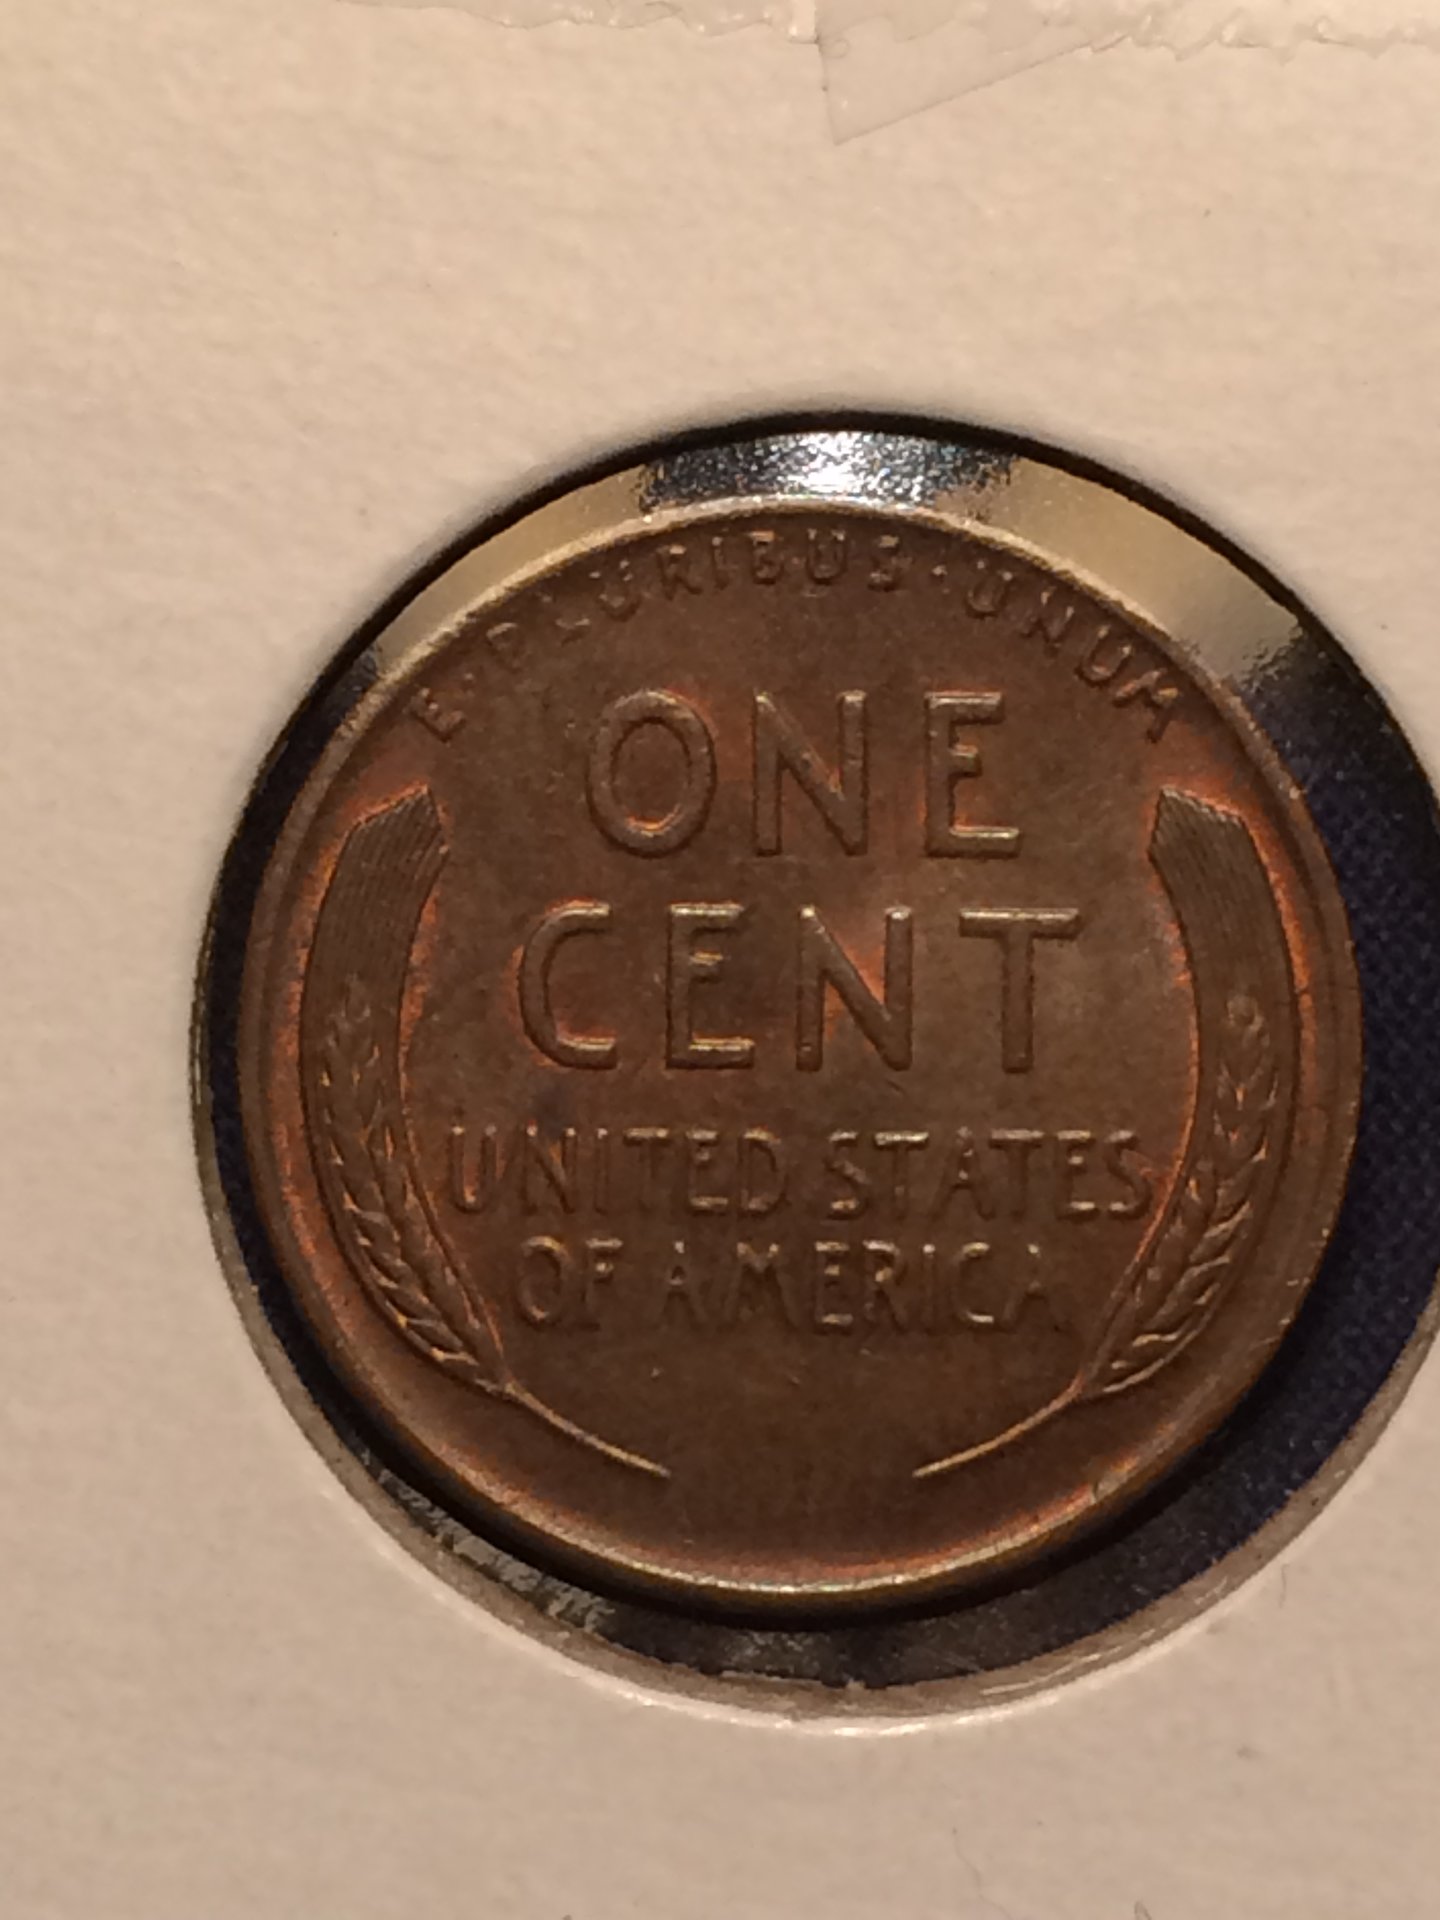 E·PLURIBUS·UNUM
ONE
CENT
UNITED STATES
OF AMERICA